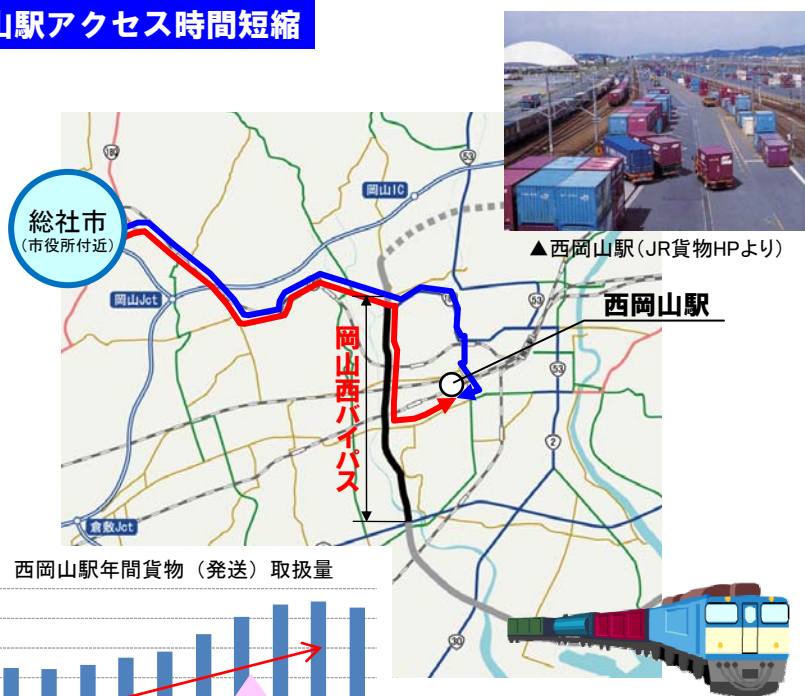 山駅アクセス時間短縮
▲西岡山駅(JR貨物HPより)
180
53
岡山IC
総社市
(市役所付近)
岡山Jct
西岡山駅
53
岡山西バイパス
53
2
倉敷Jct
30
西岡山駅年間貨物(発送)取扱量